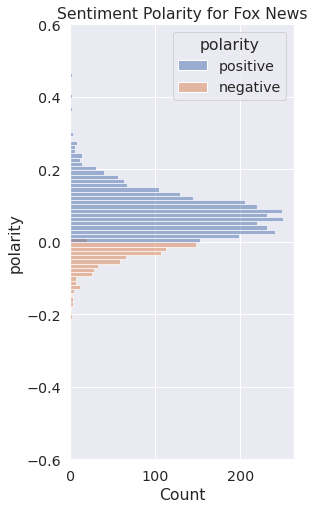 Sentiment Polarity for Fox News
polarity
positive
negative
0.6
0.4
0.2
0.0
−0.2
−0.4
−0.6
polarity
0
100
200
Count